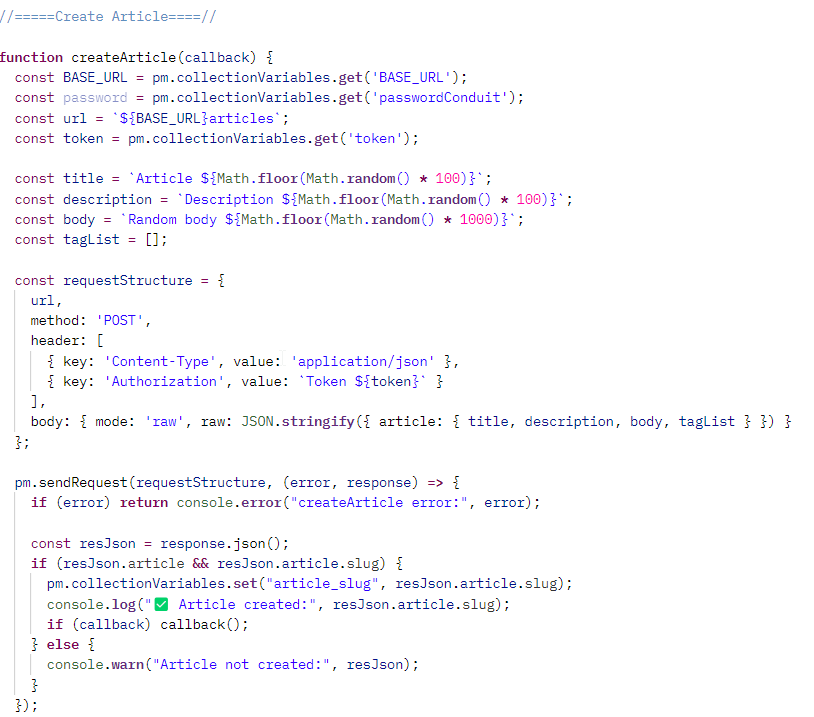 //=====Create Article====//
function createArticle(callback) {
const BASE_URL = pm.collectionVariables.get('BASE_URL');
const password = pm.collectionVariables.get('passwordConduit');
const url = `${BASE_URL}articles`;
const token = pm.collectionVariables.get('token');
const title = `Article ${Math.floor(Math.random() * 100)}`;
const description = `Description ${Math.floor(Math.random() * 100)}`;
const body = `Random body ${Math.floor(Math.random() * 1000)}`;
const tagList = [];
const requestStructure = {
url,
method: 'POST',
header: [
{ key: 'Content-Type', value: 'application/json' },
{ key: 'Authorization', value: `Token ${token}` }
],
body: { mode: 'raw', raw: JSON.stringify({ article: { title, description, body, tagList } }) }
};
pm.sendRequest(requestStructure, (error, response) => {
if (error) return console.error("createArticle error:", error);
const resJson = response.json();
if (resJson.article && resJson.article.slug) {
pm.collectionVariables.set("article_slug", resJson.article.slug);
console.log("✅ Article created:", resJson.article.slug);
if (callback) callback();
} else {
console.warn("Article not created:", resJson);
}
});